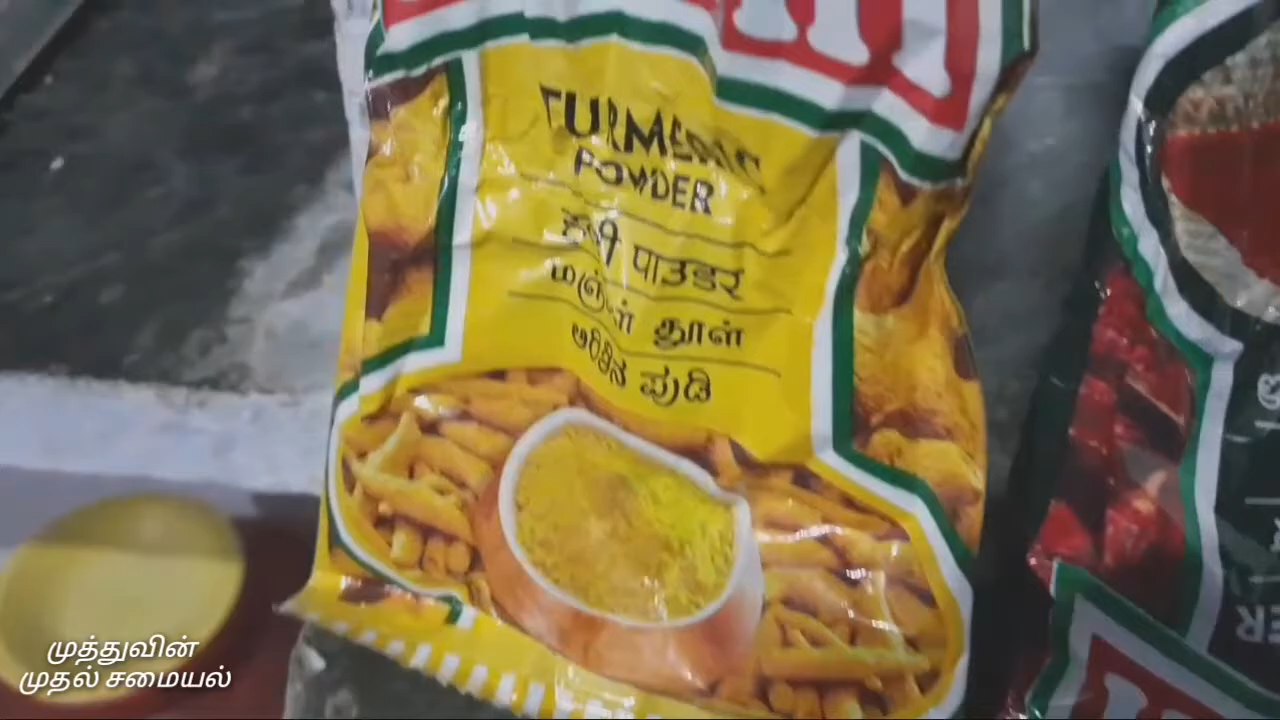 TURMERIC
POWDER
हल्दी पाउडर
மஞ்சள் தூள்
ಅರಿಶಿನ ಪುಡಿ
முத்துவின்
முதல் சமையல்